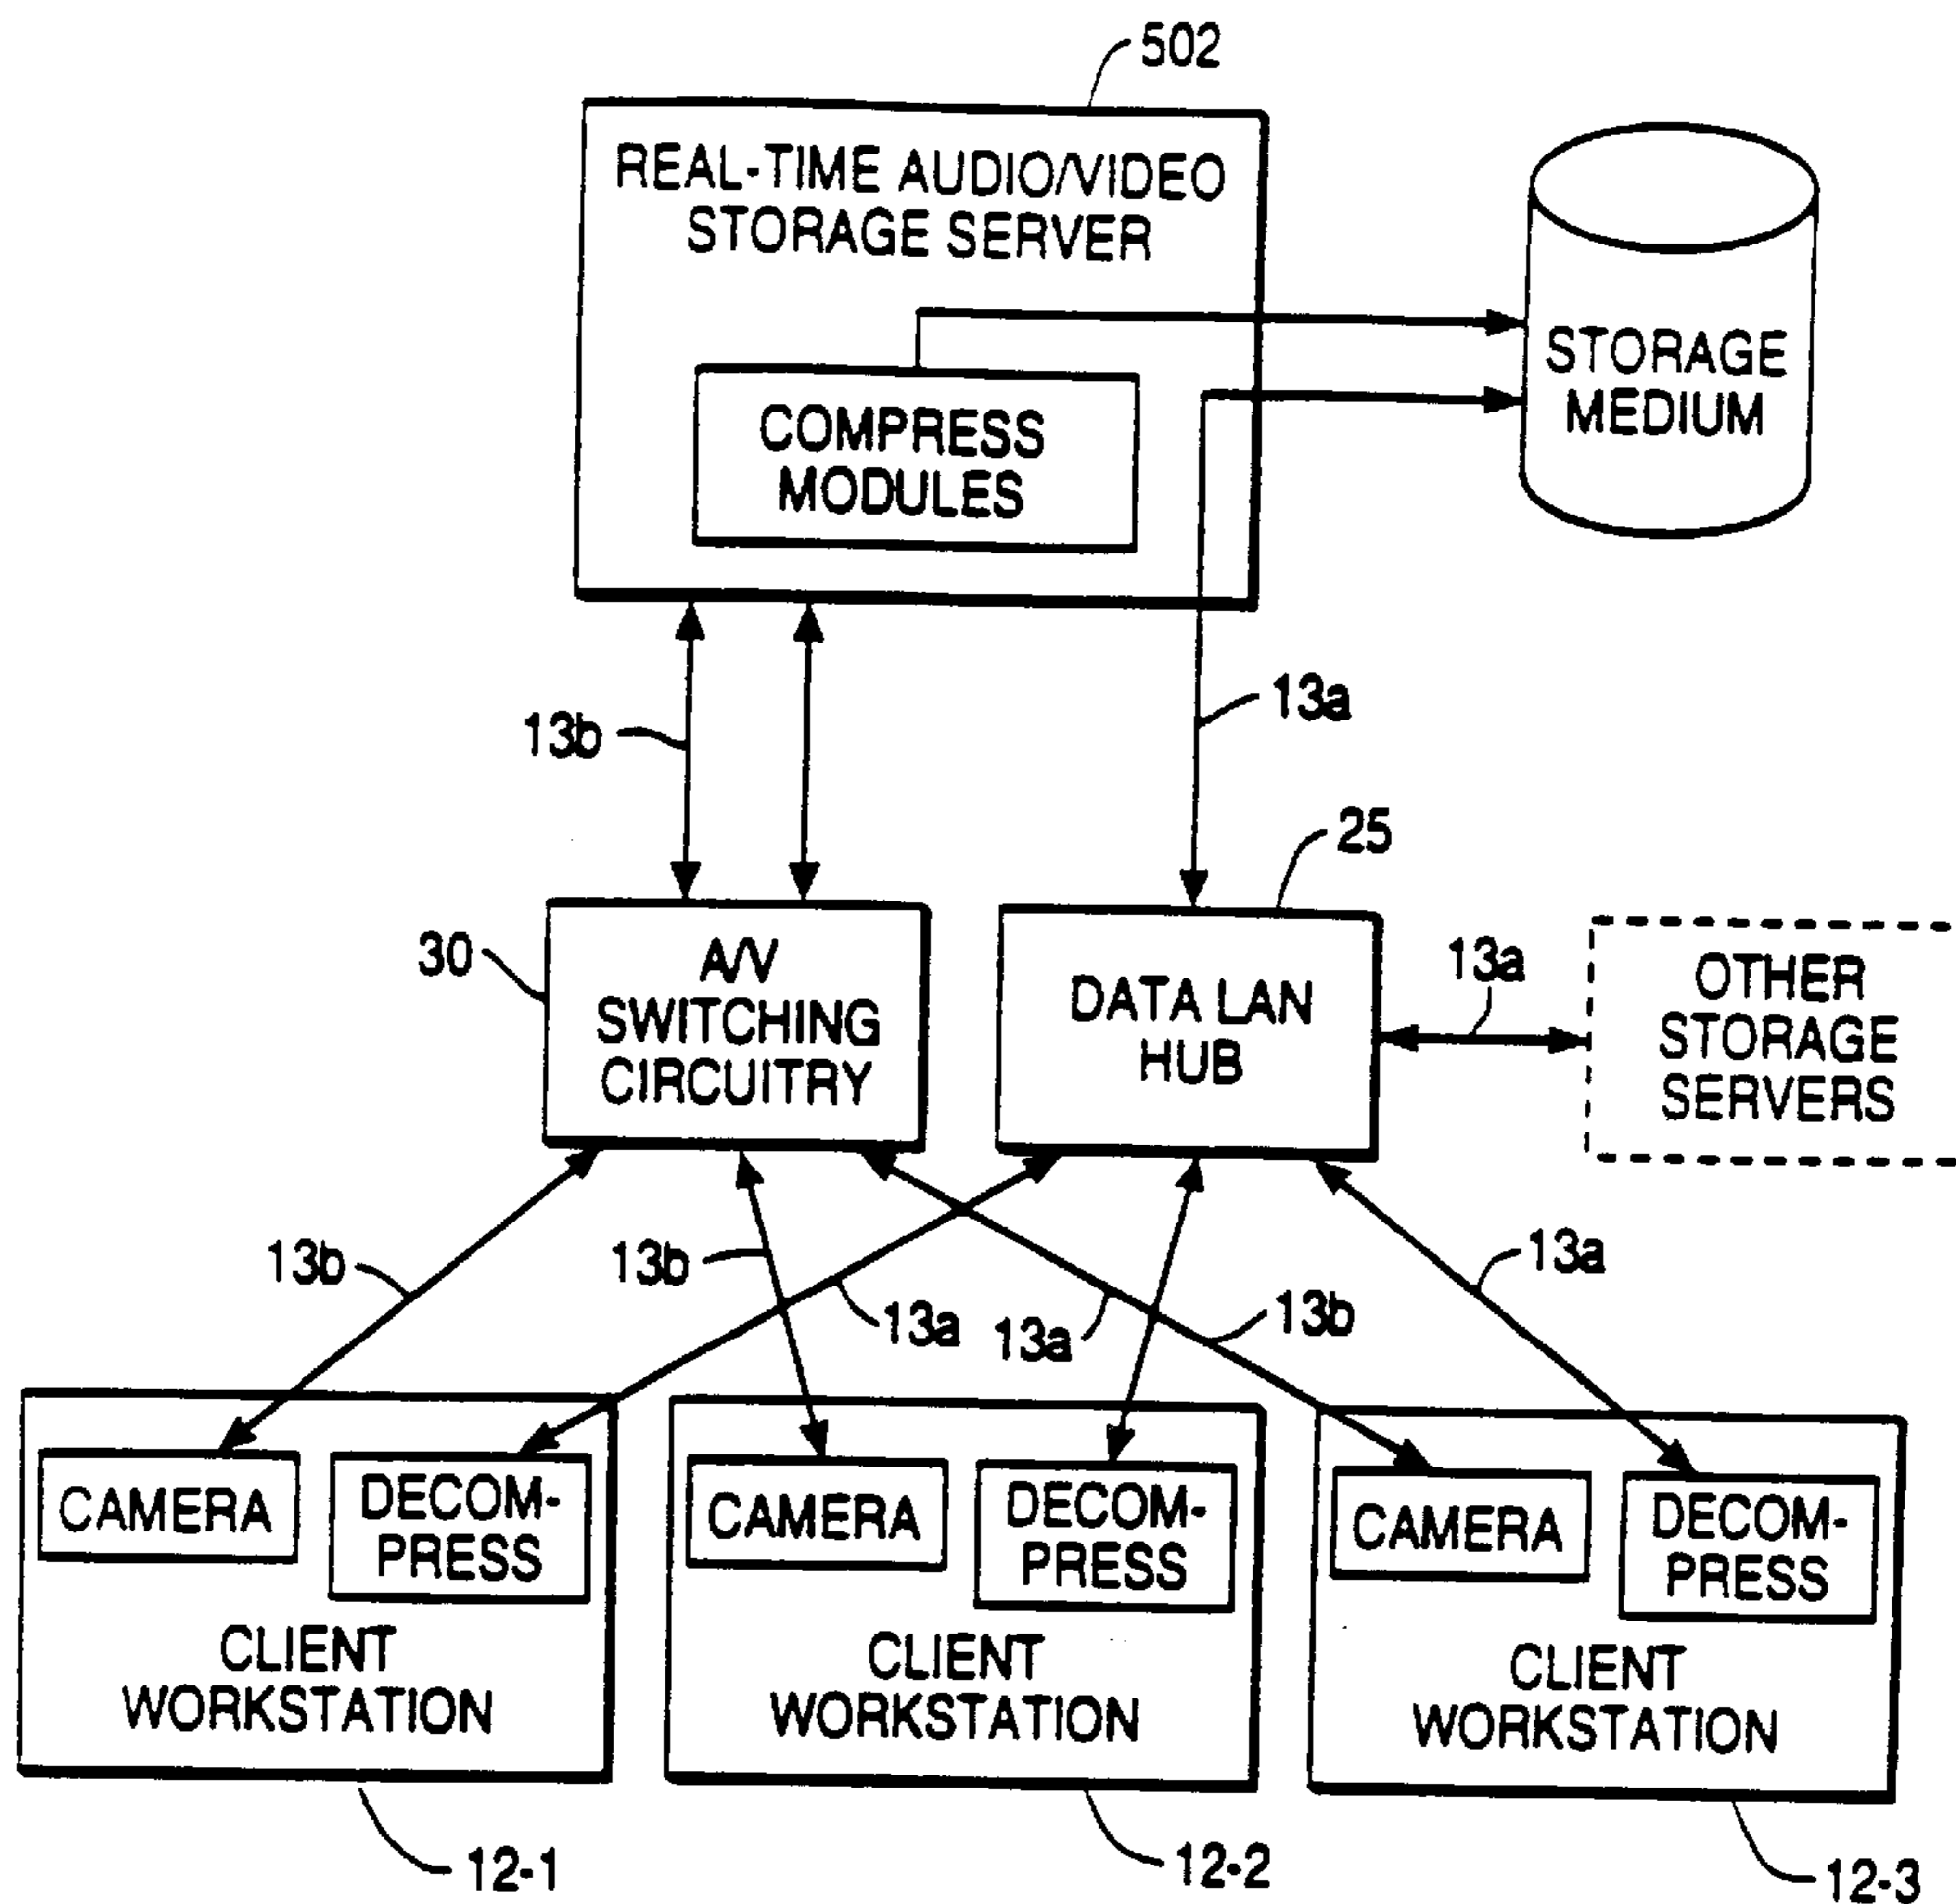 502
REAL-TIME AUDIO/VIDEO
STORAGE SERVER
COMPRESS
MODULES
STORAGE
MEDIUM
13b
13a
25
30
A/V
SWITCHING
CIRCUITRY
DATA LAN
HUB
13a
OTHER
STORAGE
SERVERS
13b
13b
13a
13a
13b
13a
CAMERA
DECOM-
PRESS
CLIENT
WORKSTATION
CAMERA
DECOM-
PRESS
CLIENT
WORKSTATION
CAMERA
DECOM-
PRESS
CLIENT
WORKSTATION
12-1
12-2
12-3